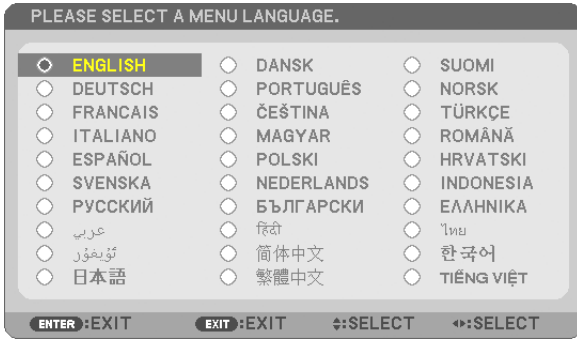 PLEASE SELECT A MENU LANGUAGE.
ENGLISH DANSK SUOMI
DEUTSCH PORTUGUÊS NORSK
FRANCAIS ČEŠTINA TÜRKÇE
ITALIANO MAGYAR ROMÂNĂ
ESPAÑOL POLSKI HRVATSKI
SVENSKA NEDERLANDS INDONESIA
РУССКИЙ БЪЛГАРСКИ ΕΛΛΗΝΙΚΑ
عربي हिंदी ไทย
ئۇيغۇر 简体中文 한국어
日本語 繁體中文 TIẾNG VIỆT
ENTER :EXIT EXIT :EXIT :SELECT :SELECT